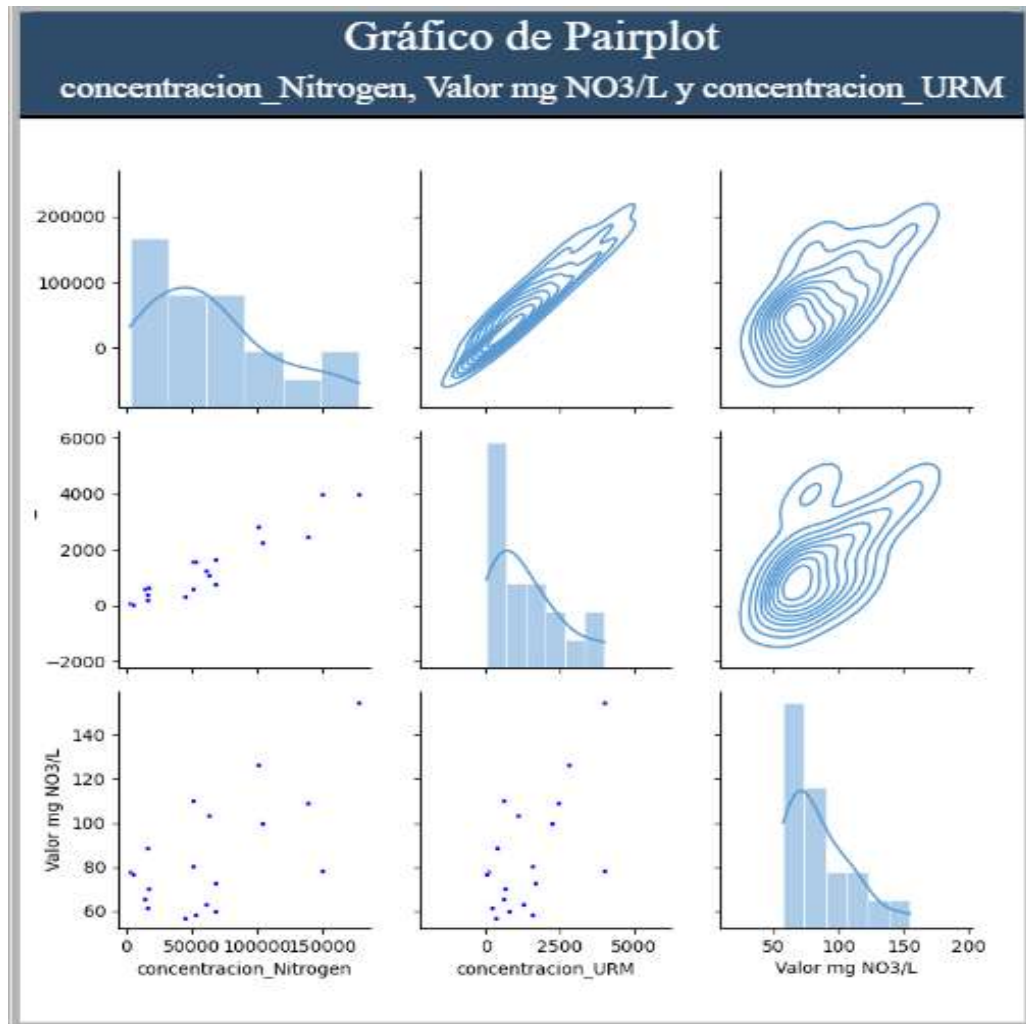 Gráfico de Pairplot
concentracion_Nitrogen, Valor mg NO3/L y concentracion_URM
200000
100000
0
6000
4000
2000
0
−2000
Valor mg NO3/L
140
120
100
80
60
0 50000 100000 150000
concentracion_Nitrogen
0 2500 5000
concentracion_URM
50 100 150 200
Valor mg NO3/L